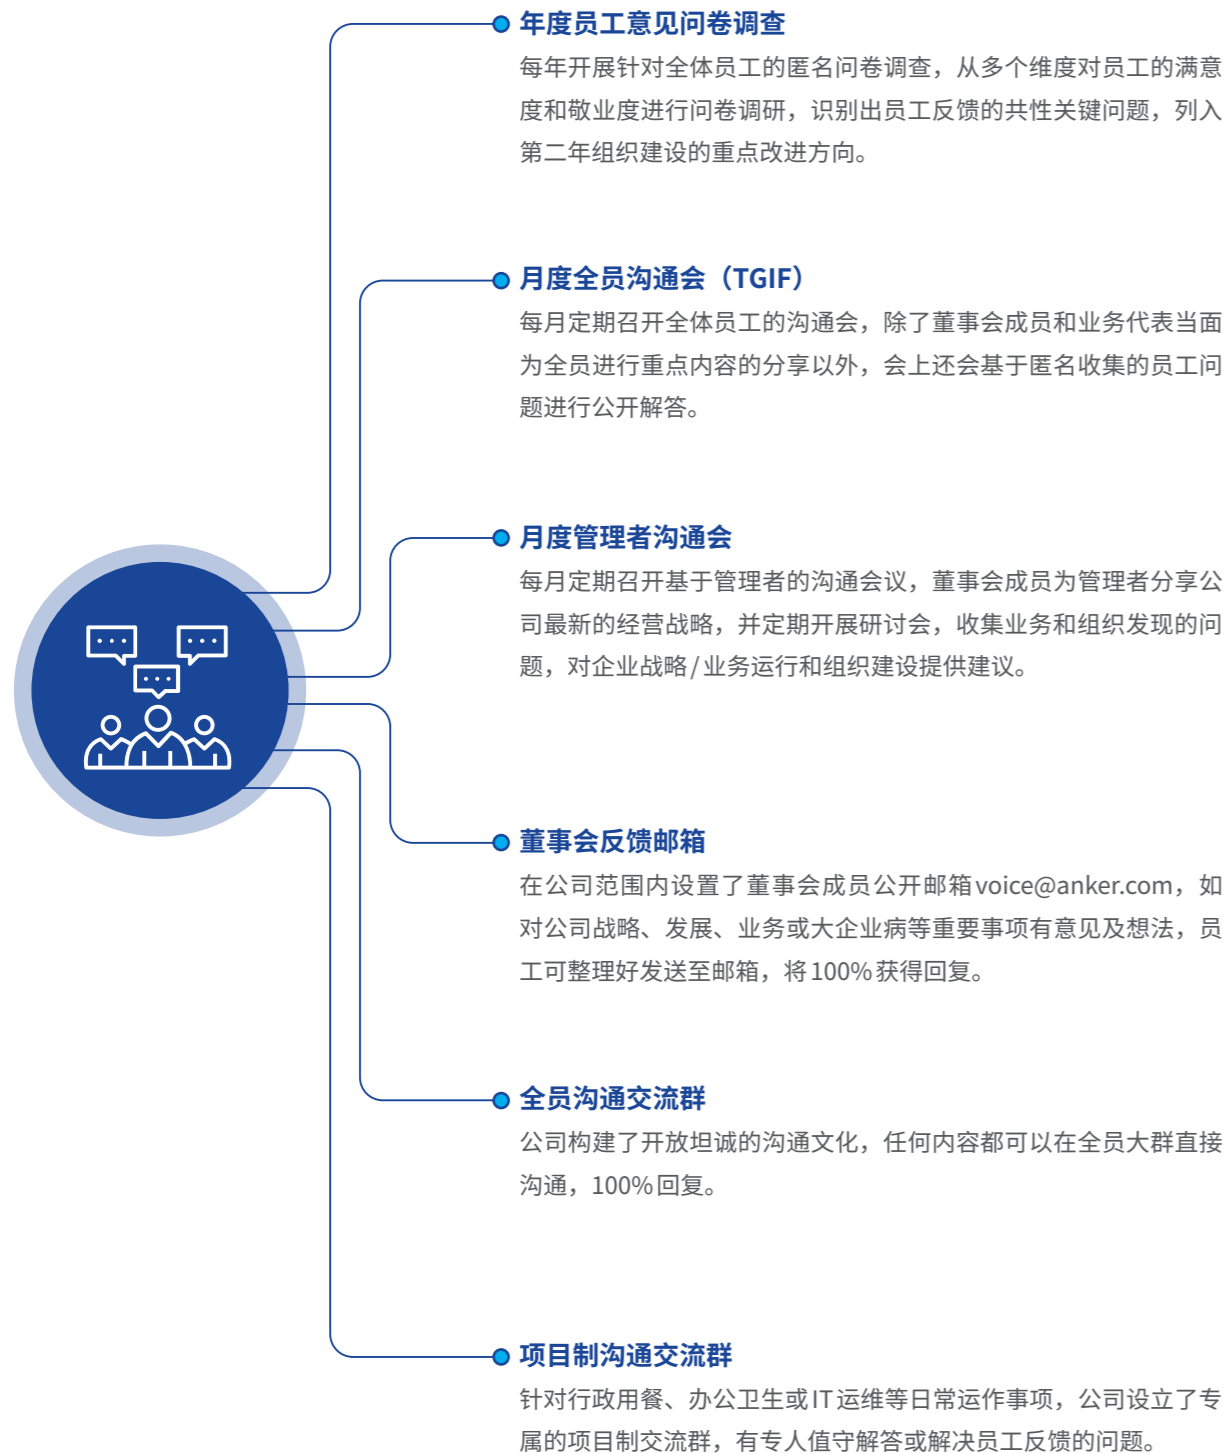 年度员工意见问卷调查
每年开展针对全体员工的匿名问卷调查，从多个维度对员工的满意
度和敬业度进行问卷调研，识别出员工反馈的共性关键问题，列入
第二年组织建设的重点改进方向。
月度全员沟通会（TGIF）
每月定期召开全体员工的沟通会，除了董事会成员和业务代表当面
为全员进行重点内容的分享以外，会上还会基于匿名收集的员工问
题进行公开解答。
月度管理者沟通会
每月定期召开基于管理者的沟通会议，董事会成员为管理者分享公
司最新的经营战略，并定期开展研讨会，收集业务和组织发现的问
题，对企业战略/业务运行和组织建设提供建议。
董事会反馈邮箱
在公司范围内设置了董事会成员公开邮箱voice@anker.com，如
对公司战略、发展、业务或大企业病等重要事项有意见及想法，员
工可整理好发送至邮箱，将100%获得回复。
全员沟通交流群
公司构建了开放坦诚的沟通文化，任何内容都可以在全员大群直接
沟通，100%回复。
项目制沟通交流群
针对行政用餐、办公卫生或IT运维等日常运作事项，公司设立了专
属的项目制交流群，有专人值守解答或解决员工反馈的问题。